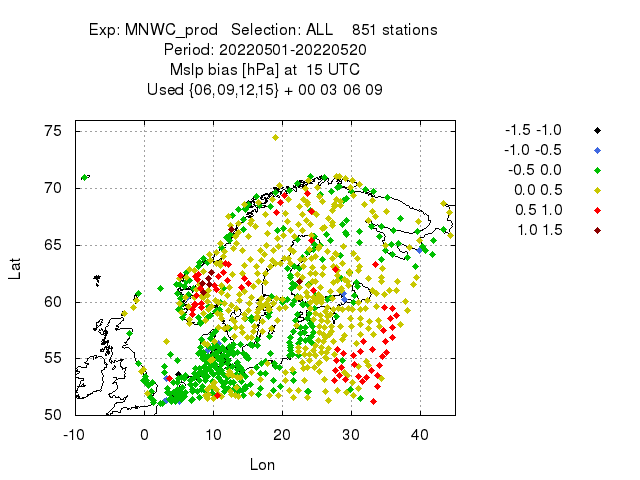 Exp: MNWC_prod Selection: ALL 851 stations
Period: 20220501-20220520
Mslp bias [hPa] at 15 UTC
Used {06,09,12,15} + 00 03 06 09
-1.5 -1.0
-1.0 -0.5
-0.5 0.0
0.0 0.5
0.5 1.0
1.0 1.5
75
70
65
60
55
50
Lat
-10 0 10 20 30 40
Lon